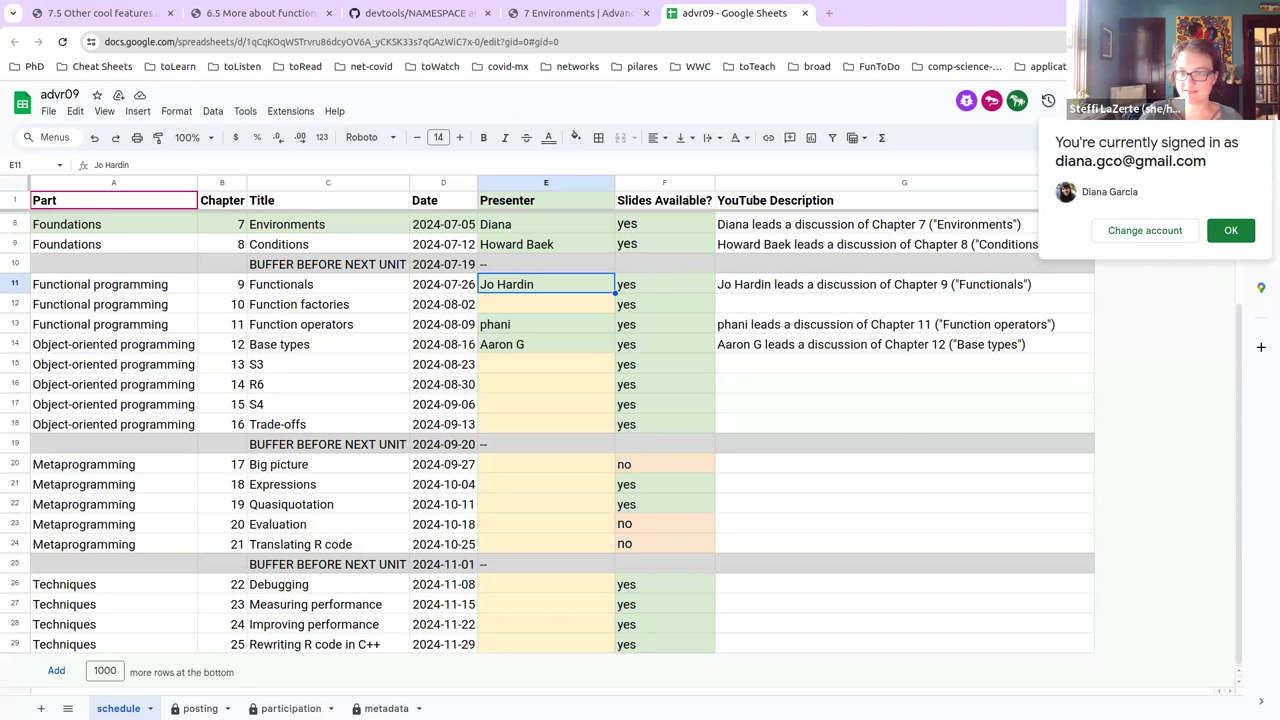 7.5 Other cool features a
6.5 More about function
devtools/NAMESPACE a
7 Environments | Advanc
advr09 - Google Sheets
docs.google.com/spreadsheets/d/1qCqKOqWSTrvru86dcyOV6A_yCKSK33s7qGAzWiC7x-0/edit?gid=0#gid=0
PhD Cheat Sheets toLearn toListen toRead net-covid toWatch covid-mx networks pilares WWC toTeach broad FunToDo comp-science- applicat
Steffi LaZerte (she/h...
advr09
File Edit View Insert Format Data Tools Extensions Help
Menus 100% $ % .0 .00 123 Roboto 14 B I A
E11 Jo Hardin
You're currently signed in as
diana.gco@gmail.com
Diana Garcia
Change account OK
A B C D E F G
1 Part Chapter Title Date Presenter Slides Available? YouTube Description
8 Foundations 7 Environments 2024-07-05 Diana yes Diana leads a discussion of Chapter 7 ("Environments")
9 Foundations 8 Conditions 2024-07-12 Howard Baek yes Howard Baek leads a discussion of Chapter 8 ("Conditions
10 BUFFER BEFORE NEXT UNIT 2024-07-19 --
11 Functional programming 9 Functionals 2024-07-26 Jo Hardin yes Jo Hardin leads a discussion of Chapter 9 ("Functionals")
12 Functional programming 10 Function factories 2024-08-02 yes
13 Functional programming 11 Function operators 2024-08-09 phani yes phani leads a discussion of Chapter 11 ("Function operators")
14 Object-oriented programming 12 Base types 2024-08-16 Aaron G yes Aaron G leads a discussion of Chapter 12 ("Base types")
15 Object-oriented programming 13 S3 2024-08-23 yes
16 Object-oriented programming 14 R6 2024-08-30 yes
17 Object-oriented programming 15 S4 2024-09-06 yes
18 Object-oriented programming 16 Trade-offs 2024-09-13 yes
19 BUFFER BEFORE NEXT UNIT 2024-09-20 --
20 Metaprogramming 17 Big picture 2024-09-27 no
21 Metaprogramming 18 Expressions 2024-10-04 yes
22 Metaprogramming 19 Quasiquotation 2024-10-11 yes
23 Metaprogramming 20 Evaluation 2024-10-18 no
24 Metaprogramming 21 Translating R code 2024-10-25 no
25 BUFFER BEFORE NEXT UNIT 2024-11-01 --
26 Techniques 22 Debugging 2024-11-08 yes
27 Techniques 23 Measuring performance 2024-11-15 yes
28 Techniques 24 Improving performance 2024-11-22 yes
29 Techniques 25 Rewriting R code in C++ 2024-11-29 yes
Add 1000 more rows at the bottom
schedule posting participation metadata